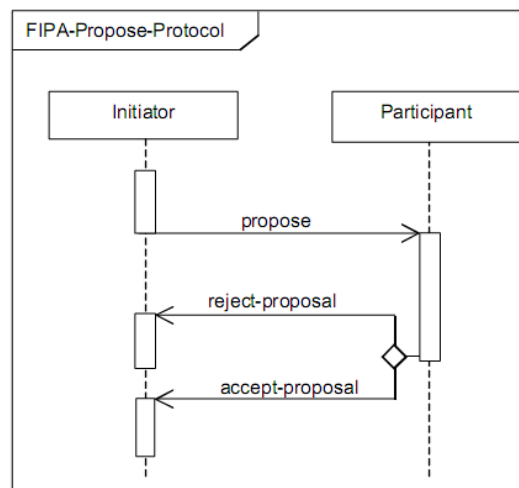 FIPA-Propose-Protocol
Initiator
Participant
propose
reject-proposal
accept-proposal